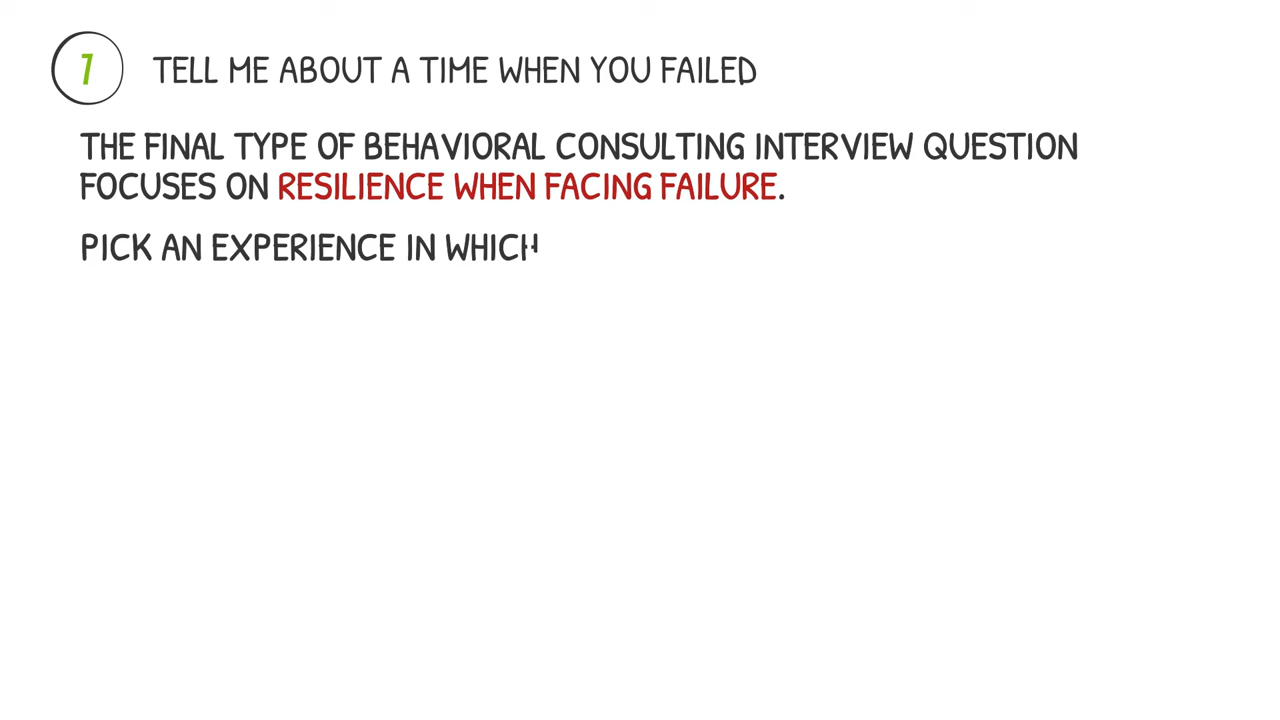 7
TELL ME ABOUT A TIME WHEN YOU FAILED
THE FINAL TYPE OF BEHAVIORAL CONSULTING INTERVIEW QUESTION
FOCUSES ON RESILIENCE WHEN FACING FAILURE.
PICK AN EXPERIENCE IN WHICH